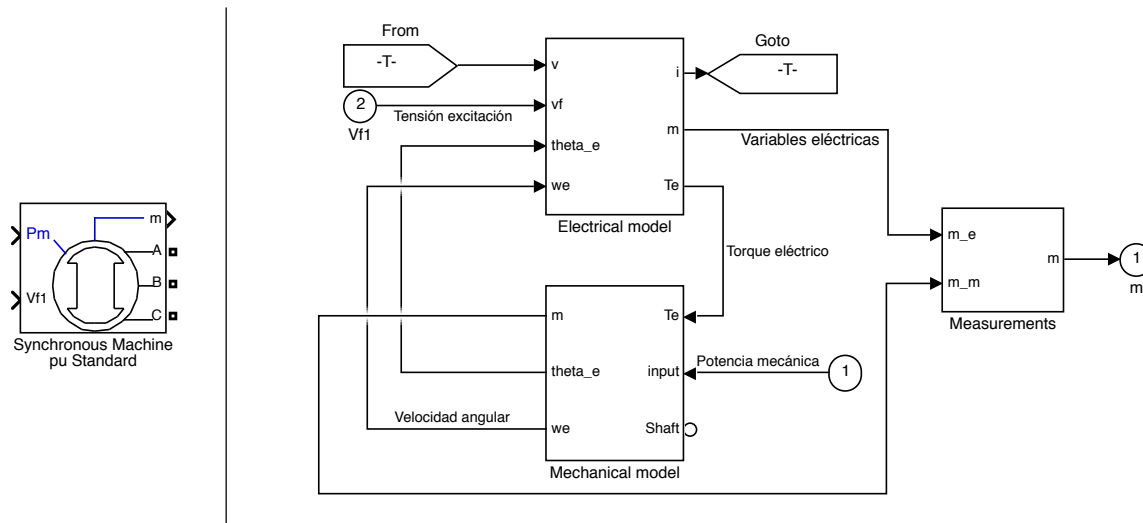 m
Pm
A
B
Vf1
C
Synchronous Machine
pu Standard
From
-T-
2
Vf1
Tensión excitación
v
vf
theta_e
we
i
m
Te
Electrical model
Goto
-T-
Variables eléctricas
Torque eléctrico
m
theta_e
we
Te
input
Shaft
Mechanical model
Velocidad angular
Potencia mecánica
1
m_e
m_m
m
Measurements
1
m